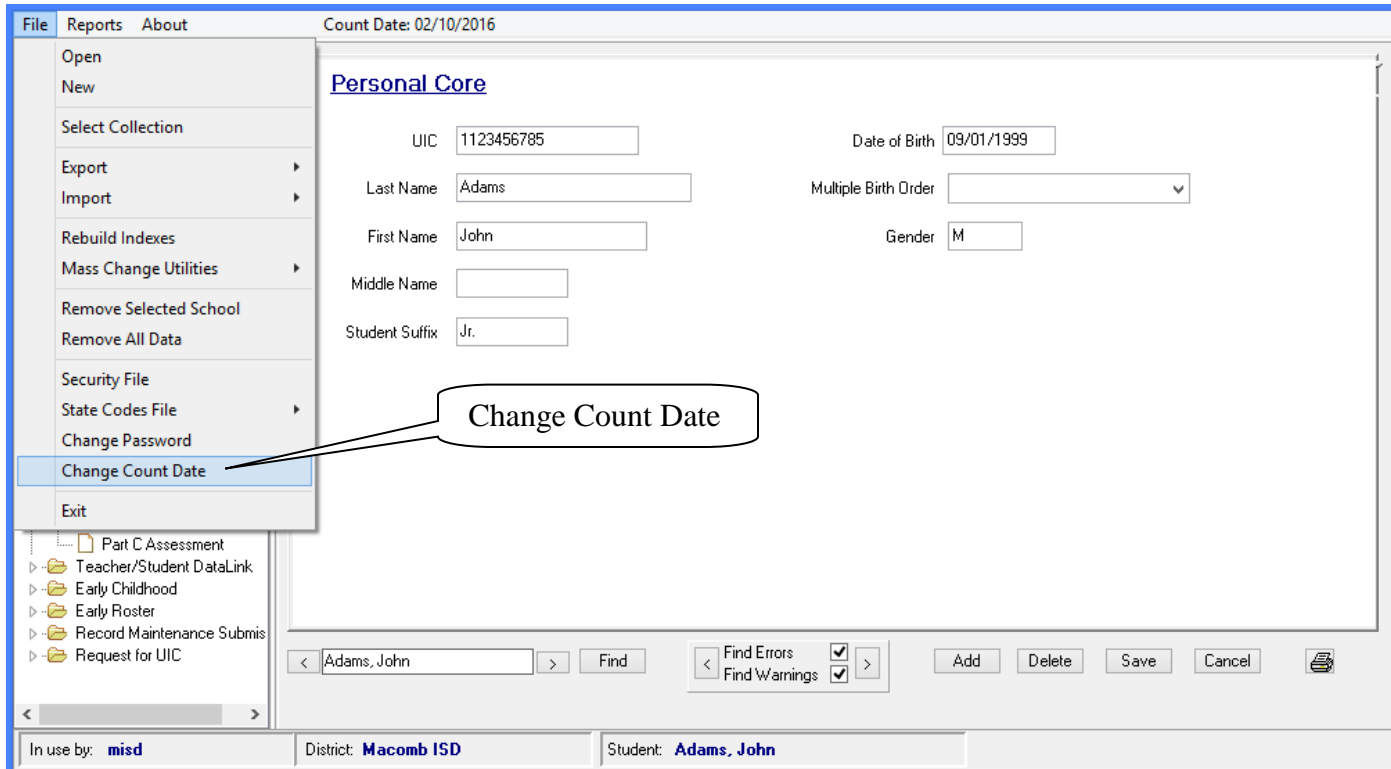 File Reports About Count Date: 02/10/2016
Open
New
Select Collection
Export
Import
Rebuild Indexes
Mass Change Utilities
Remove Selected School
Remove All Data
Security File
State Codes File
Change Password
Change Count Date
Exit
Personal Core
UIC 1123456785 Date of Birth 09/01/1999
Last Name Adams Multiple Birth Order
First Name John Gender M
Middle Name
Student Suffix Jr.
Change Count Date
Part C Assessment
Teacher/Student DataLink
Early Childhood
Early Roster
Record Maintenance Submis
Request for UIC
< Adams, John > Find < Find Errors > Add Delete Save Cancel
Find Warnings
In use by: misd District: Macomb ISD Student: Adams, John